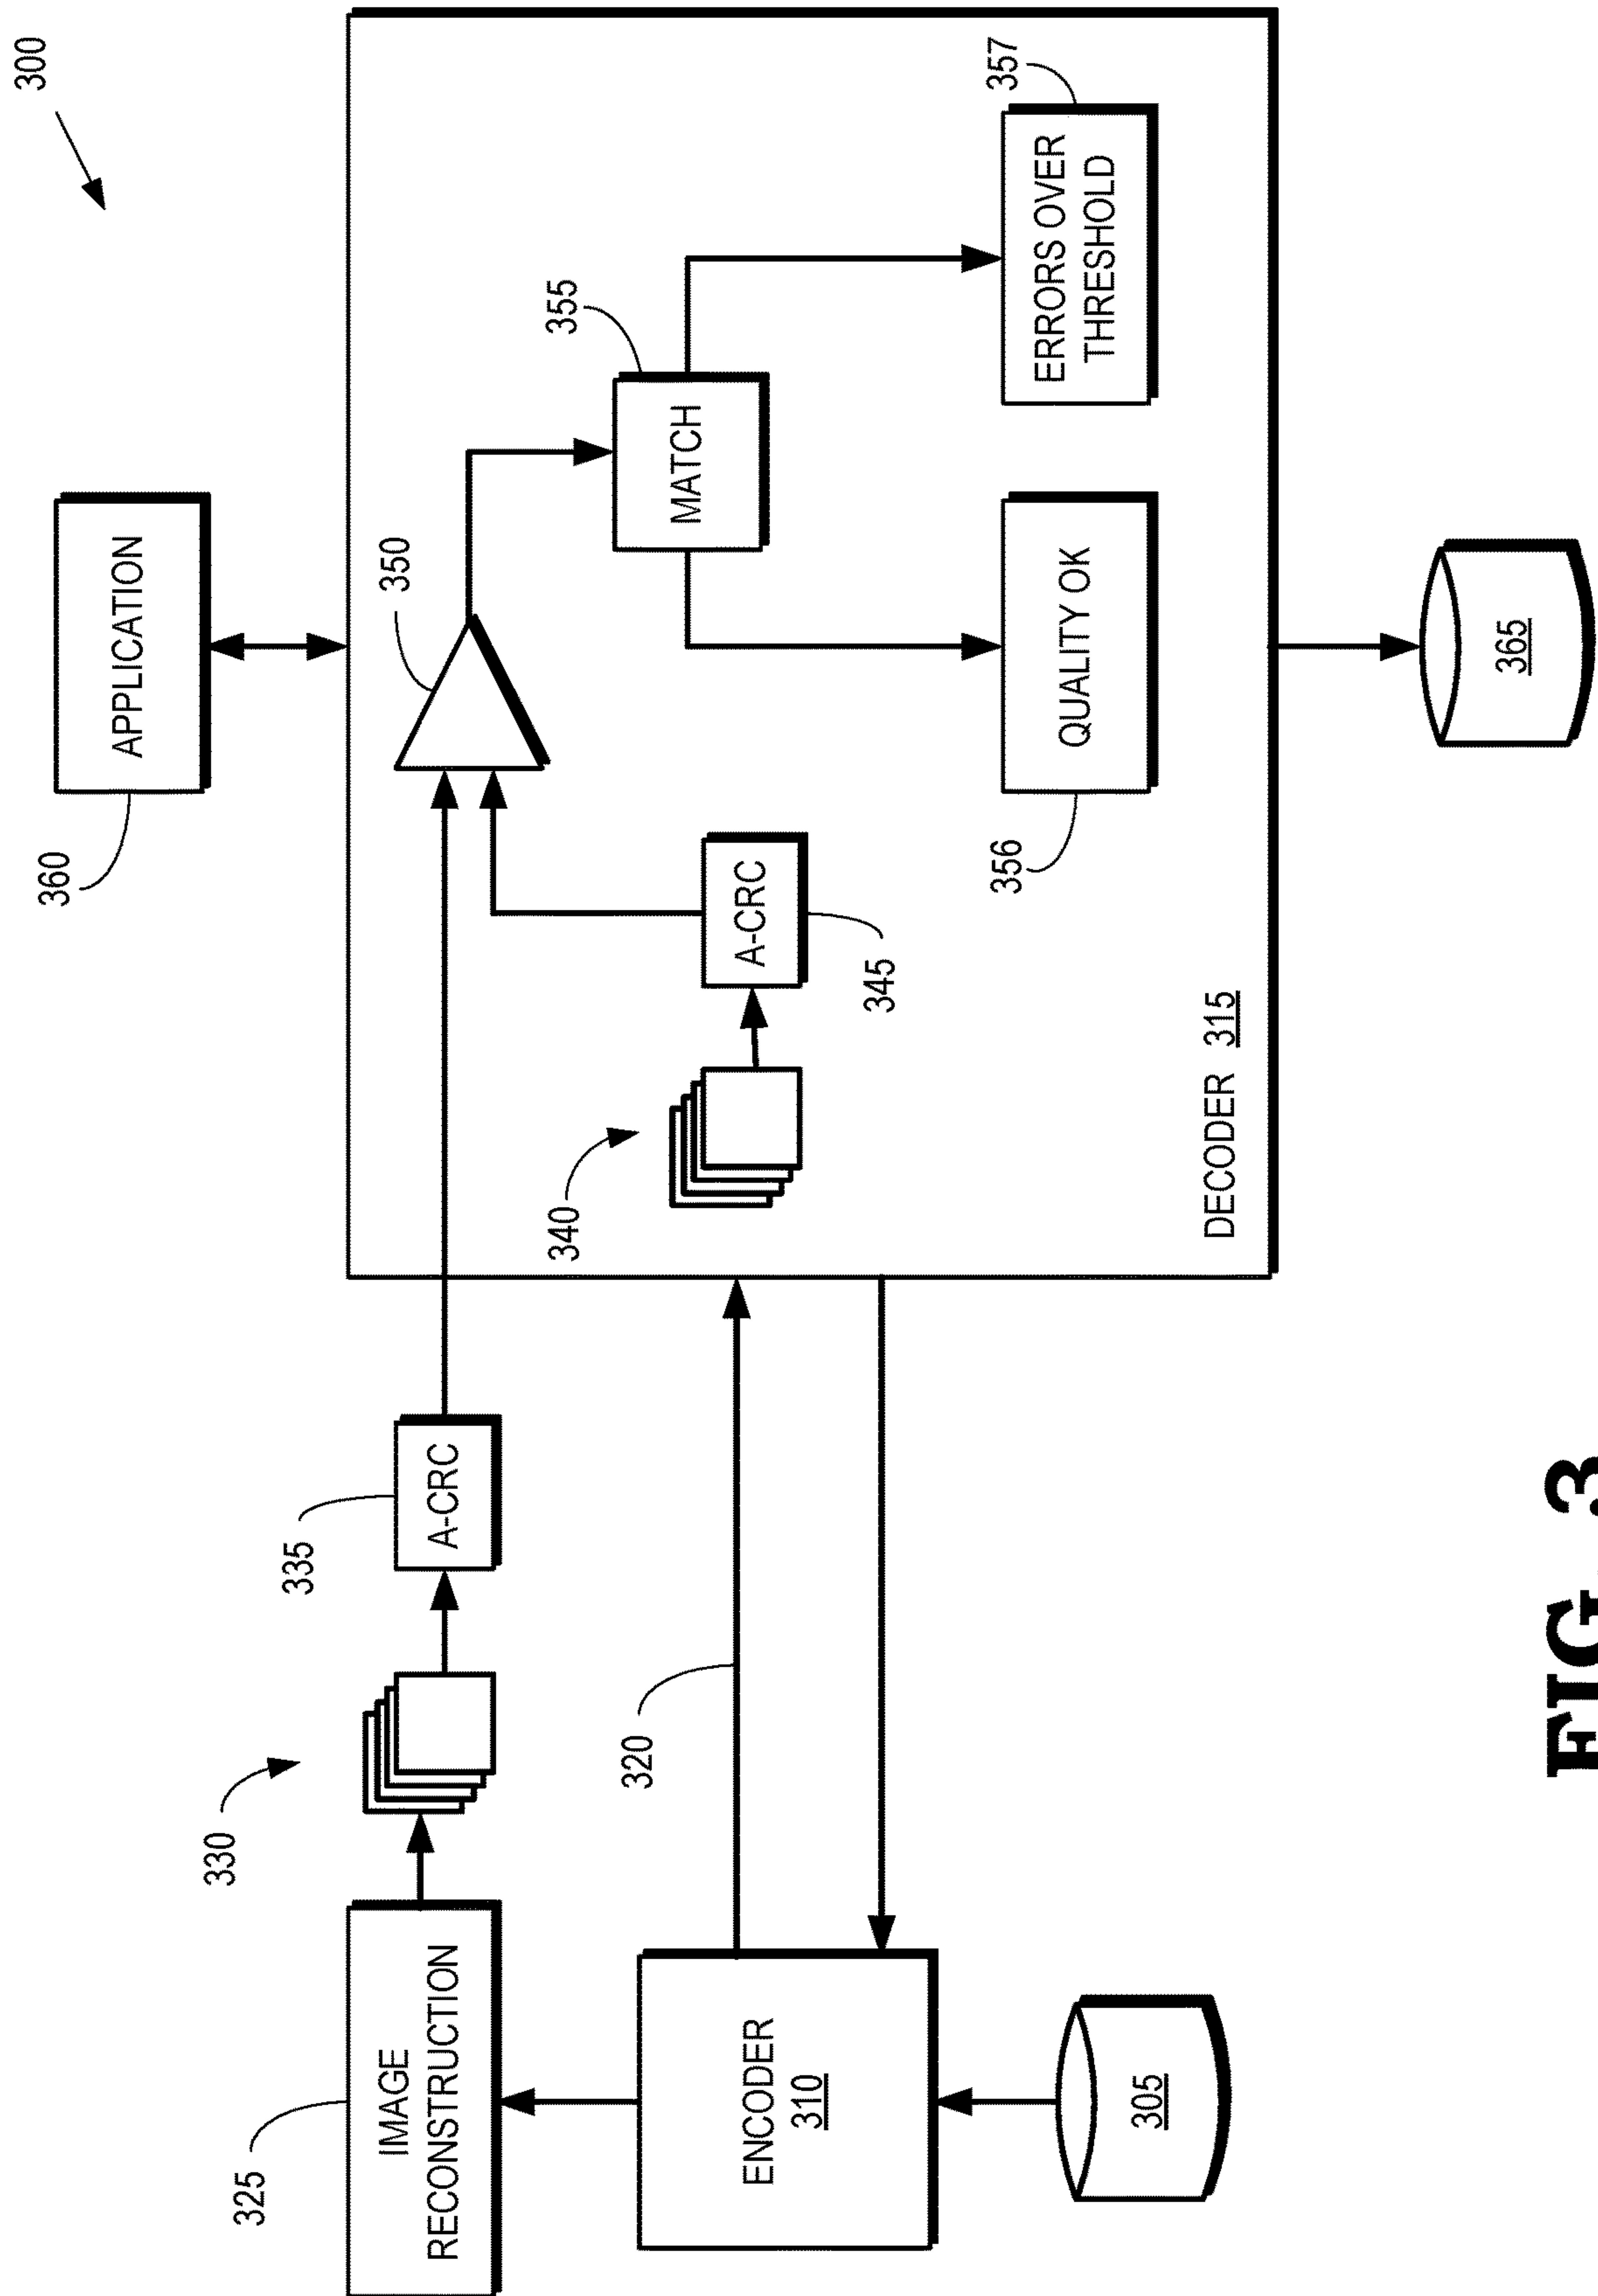 300
APPLICATION
360
350
355
MATCH
357
ERRORS OVER
THRESHOLD
QUALITY OK
356
A-CRC
345
340
DECODER 315
365
335
A-CRC
330
320
325
IMAGE
RECONSTRUCTION
ENCODER
310
305
FIG. 3